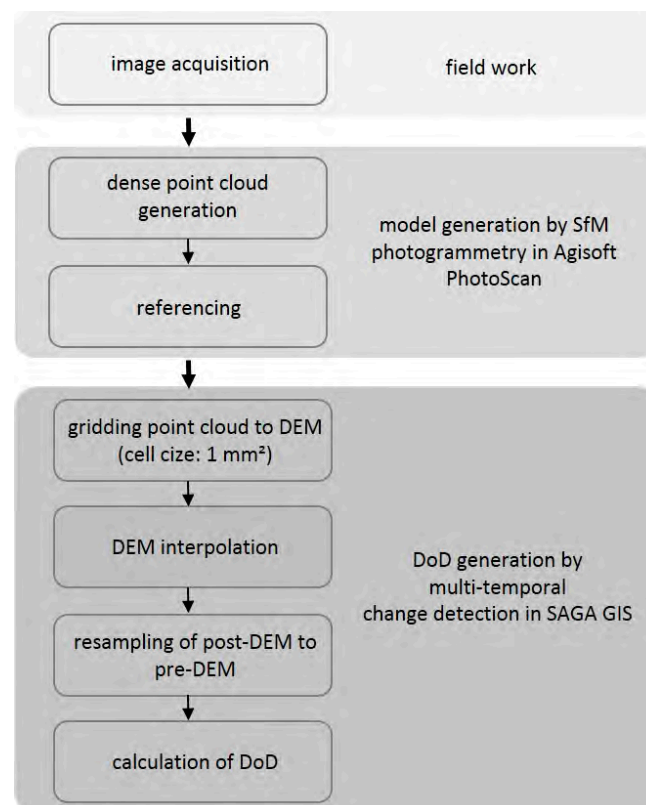 image acquisition
field work
dense point cloud
generation
model generation by SfM
photogrammetry in Agisoft
PhotoScan
referencing
gridding point cloud to DEM
(cell cize: 1 mm²)
DEM interpolation
DoD generation by
multi-temporal
change detection in SAGA GIS
resampling of post-DEM to
pre-DEM
calculation of DoD